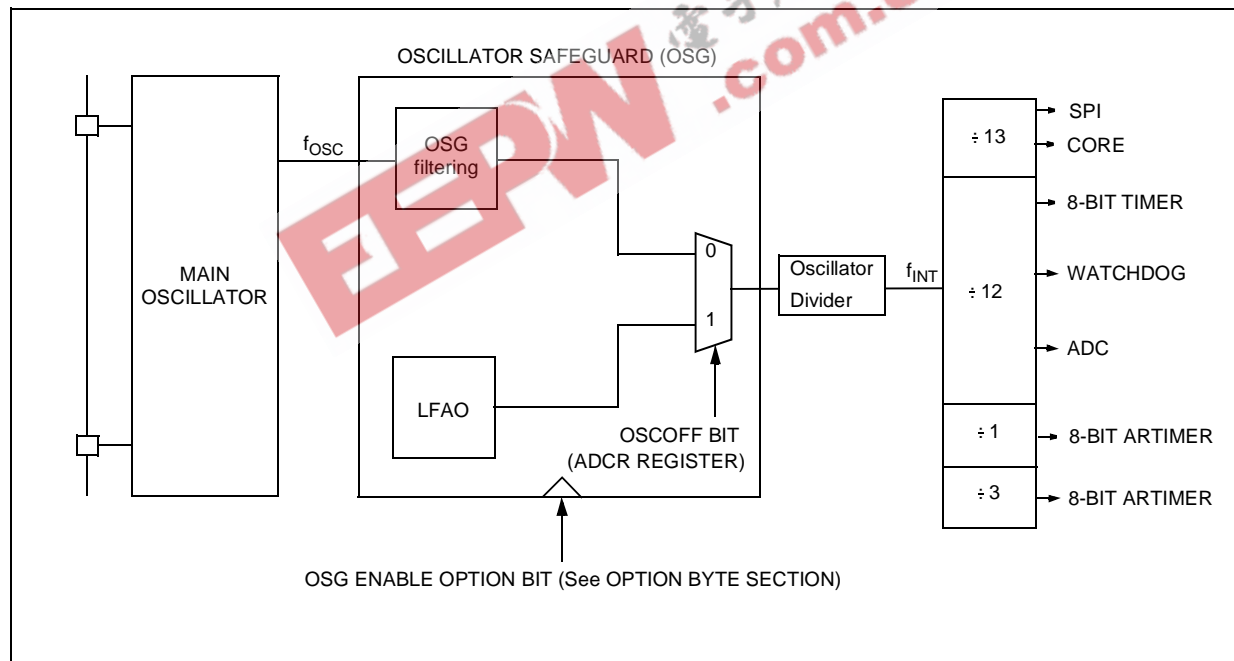 OSCILLATOR SAFEGUARD (OSG)
MAIN
OSCILLATOR
fOSC
OSG
filtering
LFAO
0
1
OSCOFF BIT
(ADCR REGISTER)
Oscillator
Divider
fINT
÷ 13
÷ 12
÷ 1
÷ 3
SPI
CORE
8-BIT TIMER
WATCHDOG
ADC
8-BIT ARTIMER
8-BIT ARTIMER
OSG ENABLE OPTION BIT (See OPTION BYTE SECTION)
EEPW
.com.